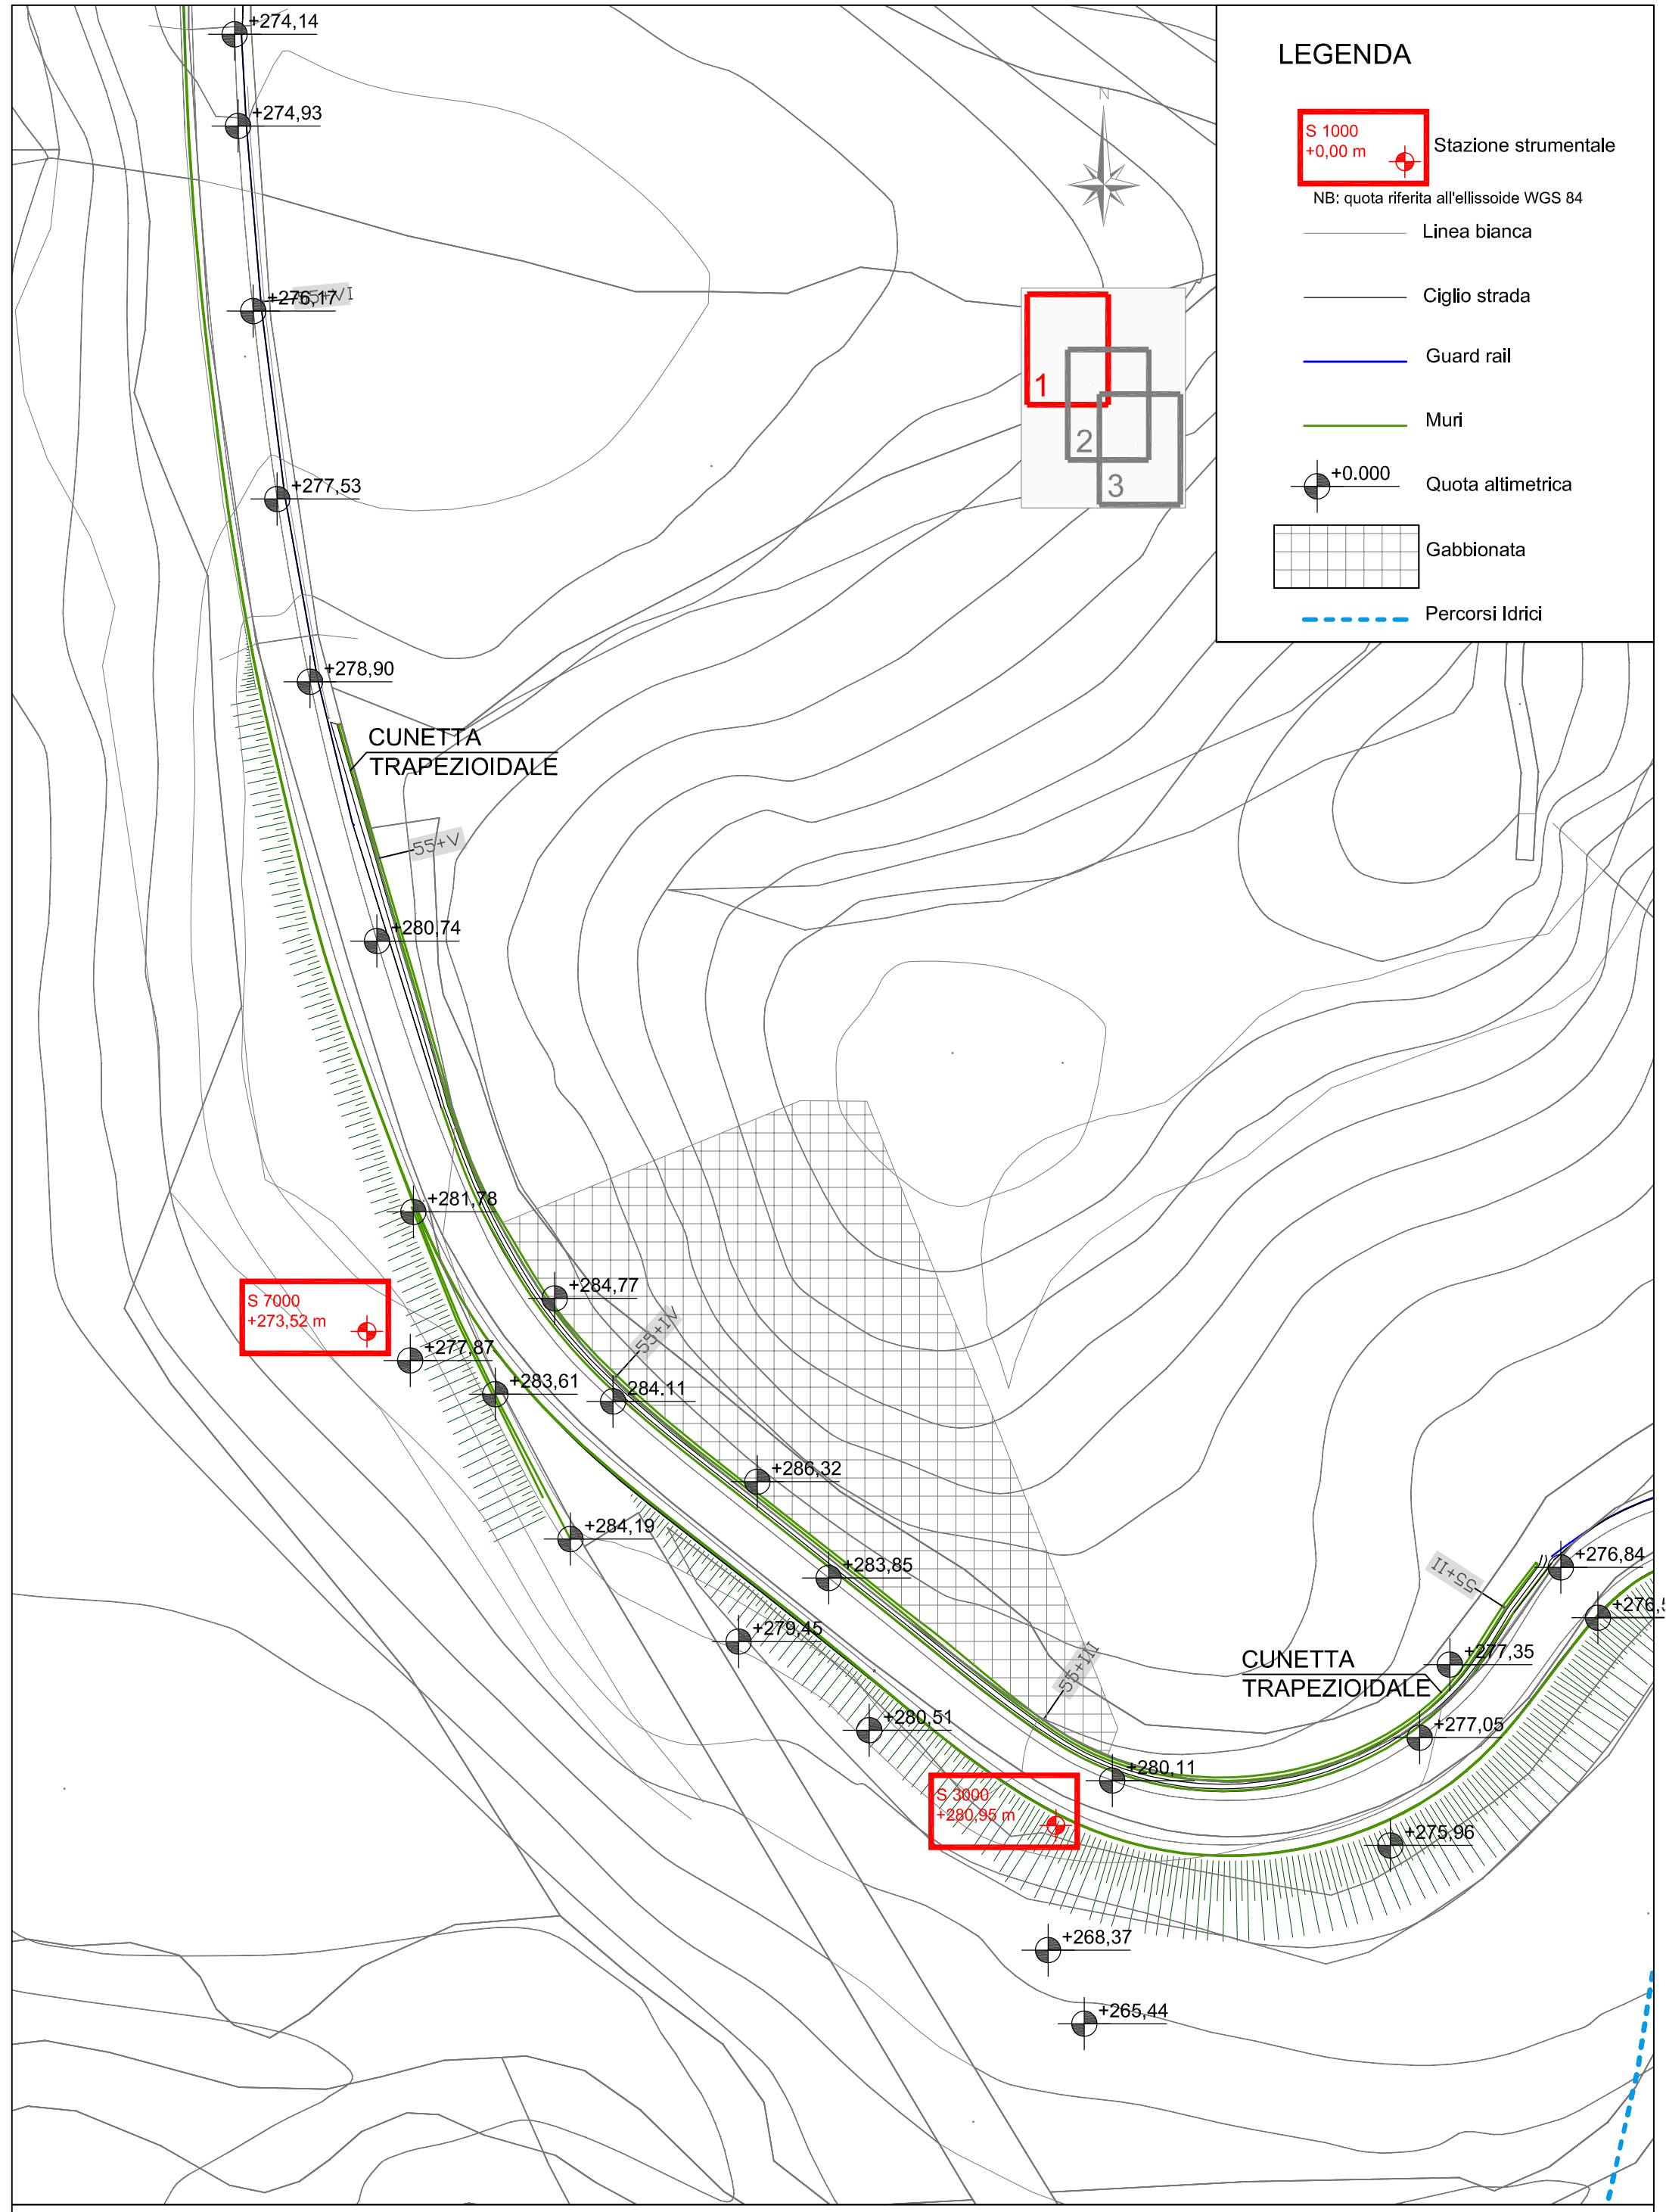 LEGENDA
S 1000
+0,00 m
Stazione strumentale
NB: quota riferita all'ellissoide WGS 84
Linea bianca
Ciglio strada
Guard rail
Muri
+0.000
Quota altimetrica
Gabbionata
Percorsi Idrici
N
1
2
3
+274,14
+274,93
+276,17
+277,53
+278,90
CUNETTA
TRAPEZIOIDALE
55+V
+280,74
+281,78
+284,77
S 7000
+273,52 m
55+IV
+277,87
+283,61
284.11
+286,32
+284,19
+283,85
+279,45
+280,51
+280,11
S 3000
+280,95 m
55+II
+276,84
+277,35
CUNETTA
TRAPEZIOIDALE
+277,05
+275,96
+268,37
+265,44